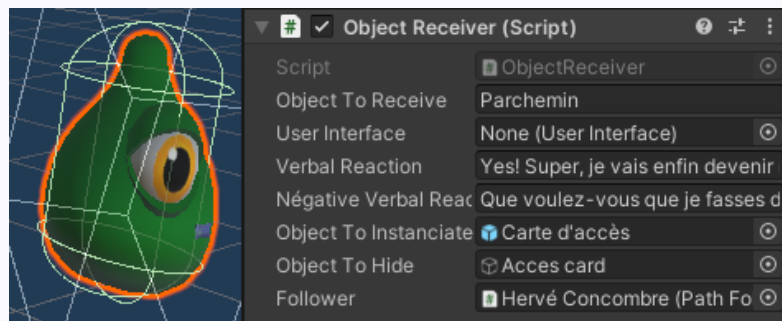 Object Receiver (Script)
Script ObjectReceiver
Object To Receive Parchemin
User Interface None (User Interface)
Verbal Reaction Yes! Super, je vais enfin devenir
Négative Verbal Reac Que voulez-vous que je fasses d
Object To Instanciate Carte d'accès
Object To Hide Acces card
Follower Hervé Concombre (Path Fo